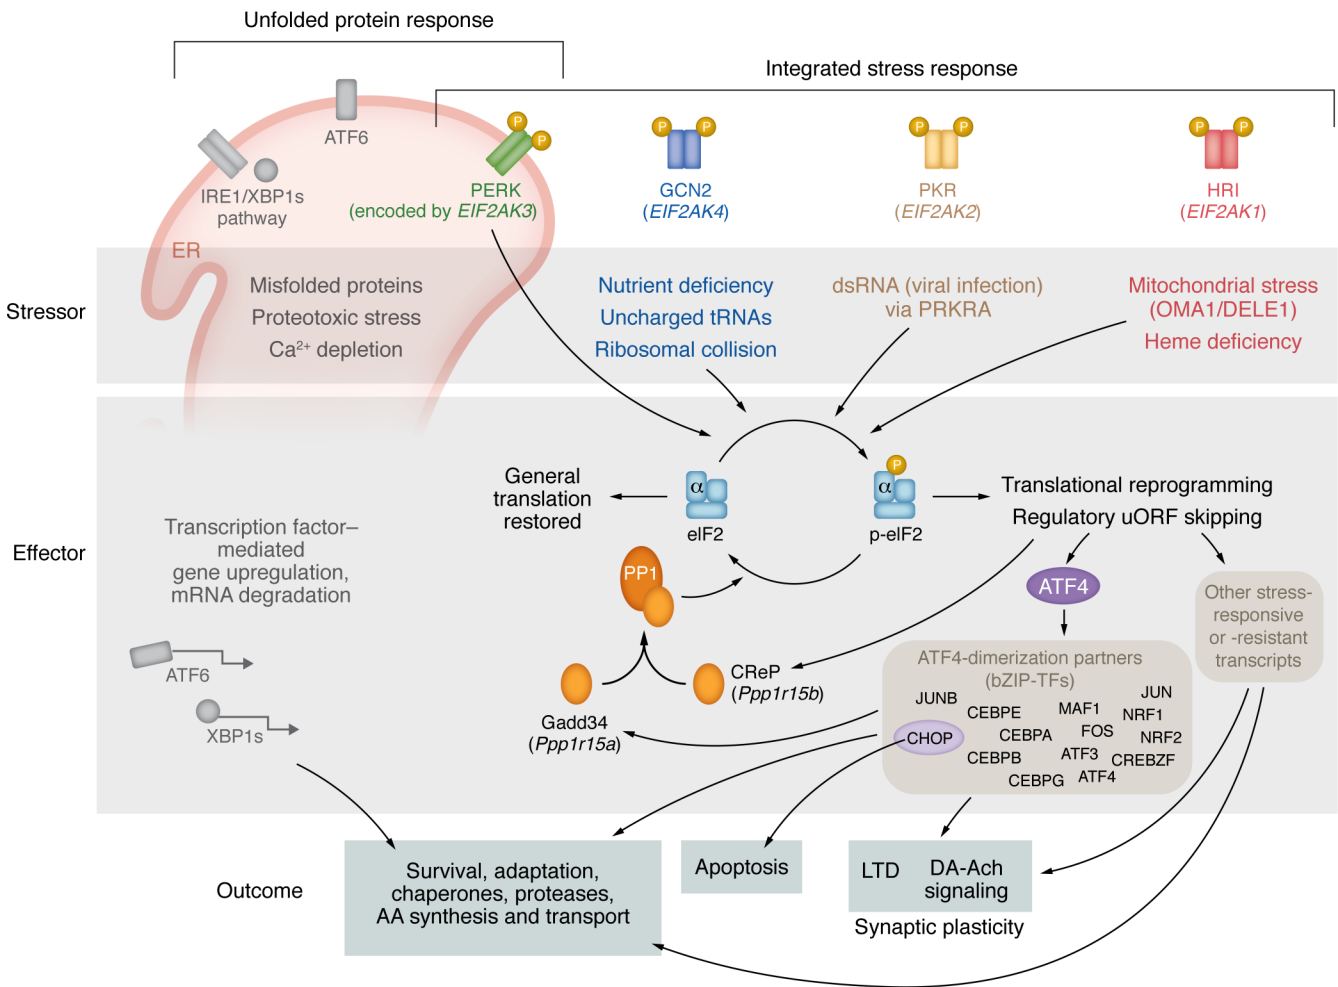 Unfolded protein response
Integrated stress response
ATF6
IRE1/XBP1s
pathway
P
P
PERK
(encoded by EIF2AK3)
P
P
GCN2
(EIF2AK4)
P
P
PKR
(EIF2AK2)
P
P
HRI
(EIF2AK1)
ER
Stressor
Misfolded proteins
Proteotoxic stress
Ca²⁺ depletion
Nutrient deficiency
Uncharged tRNAs
Ribosomal collision
dsRNA (viral infection)
via PRKRA
Mitochondrial stress
(OMA1/DELE1)
Heme deficiency
Effector
Transcription factor–
mediated
gene upregulation,
mRNA degradation
ATF6
XBP1s
General
translation
restored
α
eIF2
P
α
p-eIF2
Translational reprogramming
Regulatory uORF skipping
PP1
Gadd34
(Ppp1r15a)
CReP
(Ppp1r15b)
ATF4
Other stress-
responsive
or -resistant
transcripts
ATF4-dimerization partners
(bZIP-TFs)
JUNB
CEBPE
MAF1
JUN
NRF1
CHOP
CEBPA
FOS
NRF2
CEBPB
ATF3
CREBZF
CEBPG
ATF4
Outcome
Survival, adaptation,
chaperones, proteases,
AA synthesis and transport
Apoptosis
LTD
DA-Ach
signaling
Synaptic plasticity